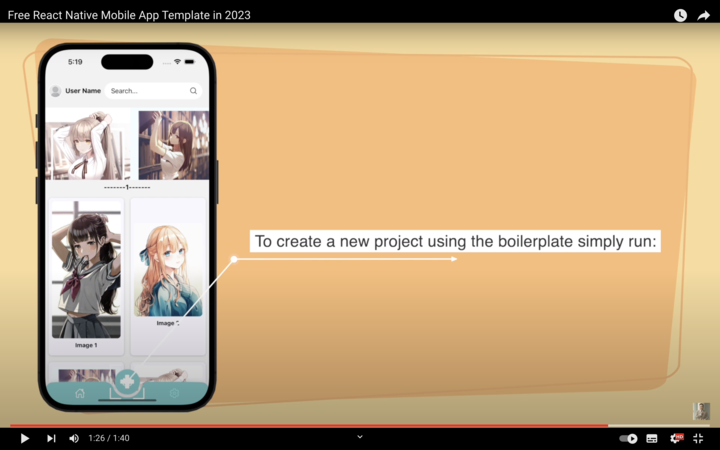 Free React Native Mobile App Template in 2023
5:19
User Name
Search...
-------1-------
To create a new project using the boilerplate simply run:
Image 1
Image ";
1:26 / 1:40
HD